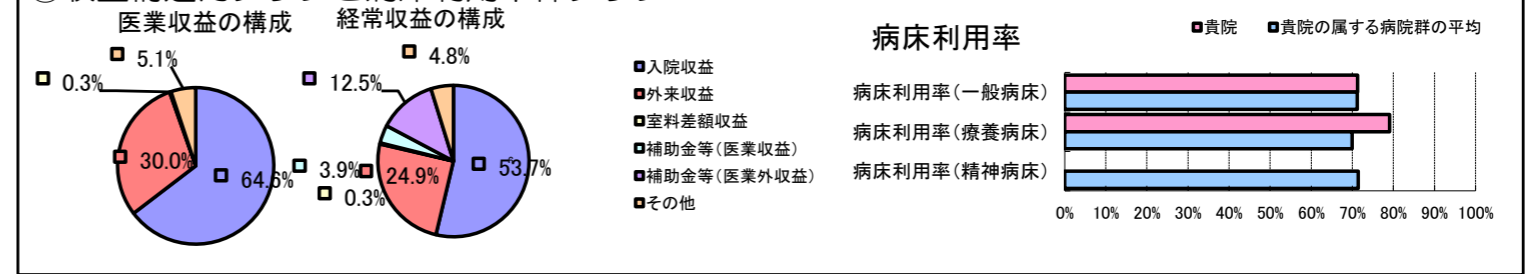 医業収益の構成
5.1%
0.3%
30.0%
64.6%
経常収益の構成
4.8%
12.5%
3.9%
0.3%
24.9%
53.7%
入院収益
外来収益
室料差額収益
補助金等(医業収益)
補助金等(医業外収益)
その他
病床利用率
貴院 貴院の属する病院群の平均
病床利用率(一般病床)
病床利用率(療養病床)
病床利用率(精神病床)
0% 10% 20% 30% 40% 50% 60% 70% 80% 90% 100%